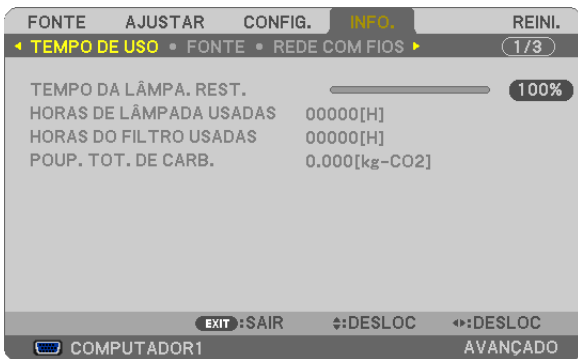 FONTE AJUSTAR CONFIG. INFO. REINI.
TEMPO DE USO • FONTE • REDE COM FIOS 1/3
TEMPO DA LÂMPA. REST. 100%
HORAS DE LÂMPADA USADAS 00000[H]
HORAS DO FILTRO USADAS 00000[H]
POUP. TOT. DE CARB. 0.000[kg-CO2]
EXIT :SAIR :DESLOC :DESLOC
COMPUTADOR1 AVANÇADO